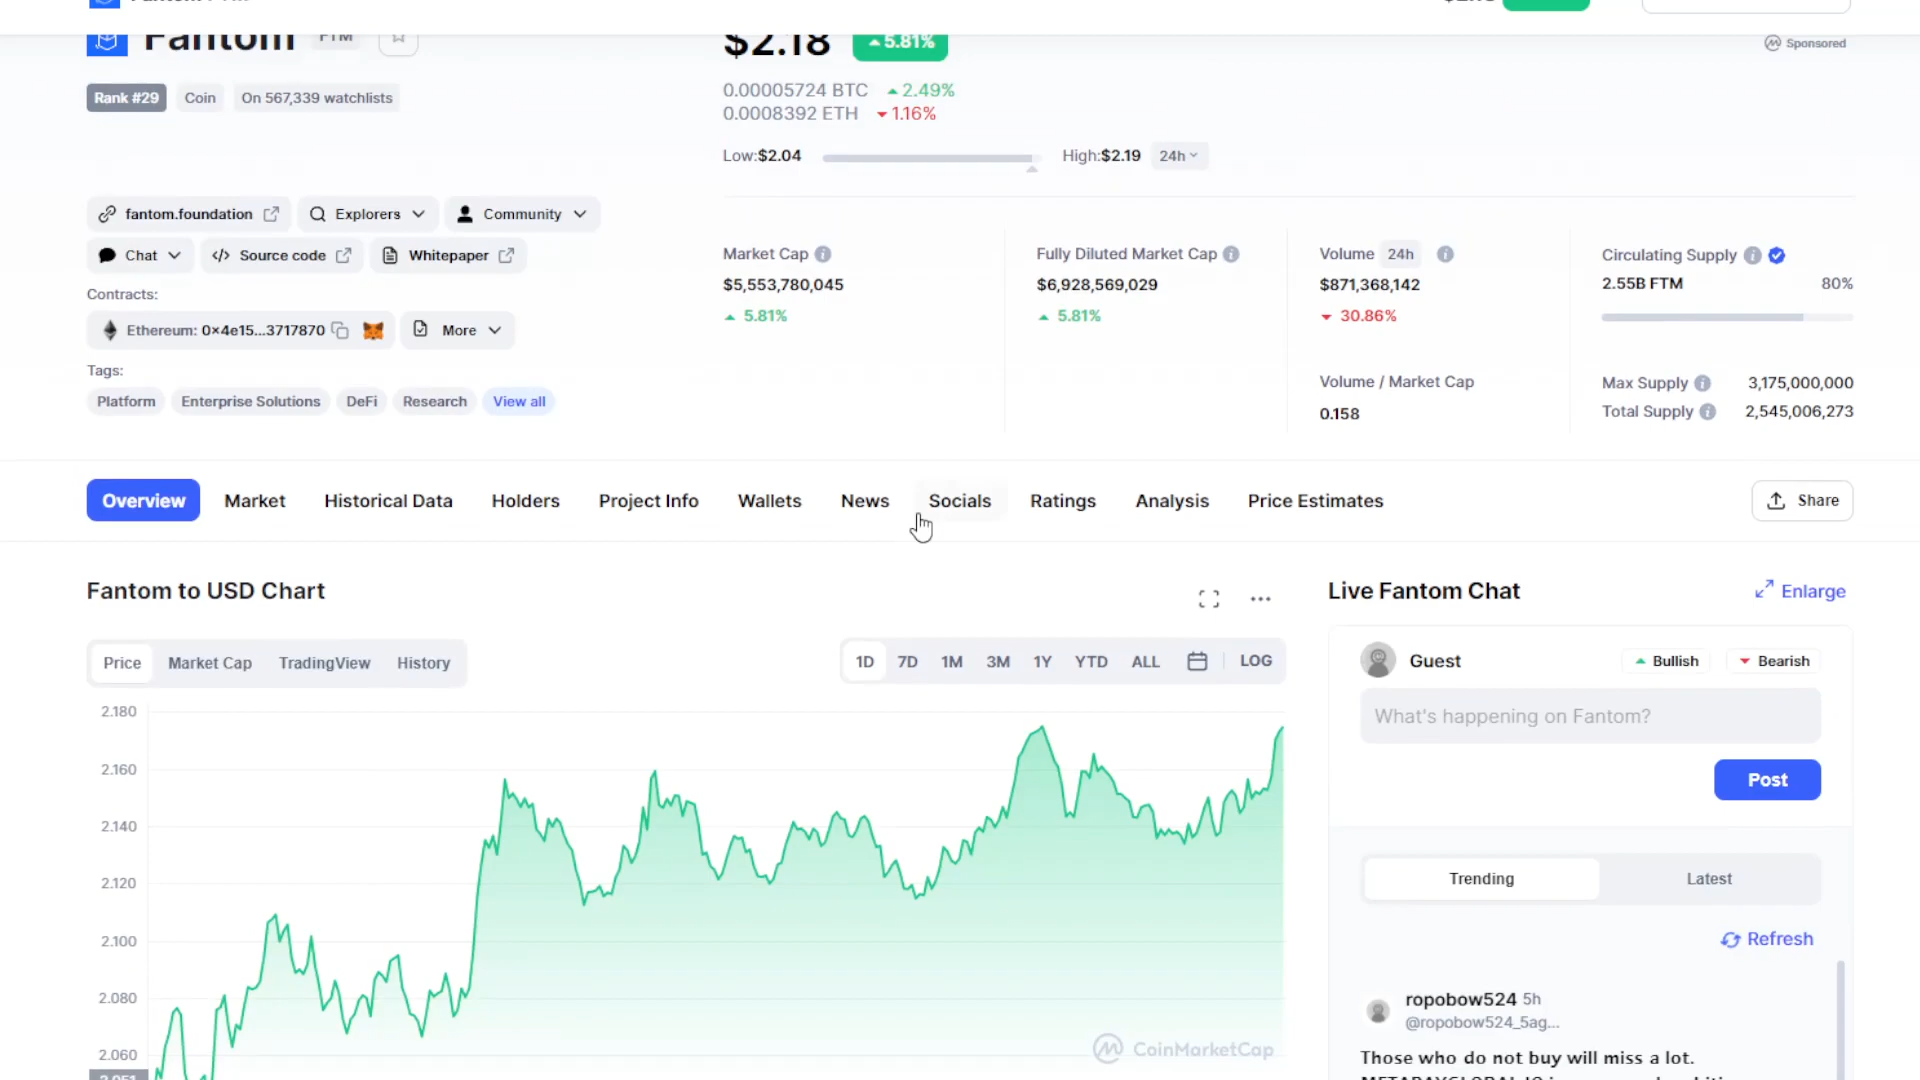 Fantom FTM
$2.18 5.81%
Sponsored
Rank #29 Coin On 567,339 watchlists
0.00005724 BTC 2.49%
0.0008392 ETH 1.16%
Low:$2.04 High:$2.19 24h
fantom.foundation Explorers Community
Chat Source code Whitepaper
Contracts:
Ethereum: 0x4e15...3717870 More
Tags:
Platform Enterprise Solutions DeFi Research View all
Market Cap
$5,553,780,045
5.81%
Fully Diluted Market Cap
$6,928,569,029
5.81%
Volume 24h
$871,368,142
30.86%
Volume / Market Cap
0.158
Circulating Supply
2.55B FTM 80%
Max Supply 3,175,000,000
Total Supply 2,545,006,273
Overview Market Historical Data Holders Project Info Wallets News Socials Ratings Analysis Price Estimates Share
Fantom to USD Chart
Price Market Cap TradingView History
1D 7D 1M 3M 1Y YTD ALL LOG
2.180
2.160
2.140
2.120
2.100
2.080
2.060
CoinMarketCap
Live Fantom Chat Enlarge
Guest Bullish Bearish
What's happening on Fantom?
Post
Trending Latest
Refresh
ropobow524 5h
@ropobow524_5ag...
Those who do not buy will miss a lot.